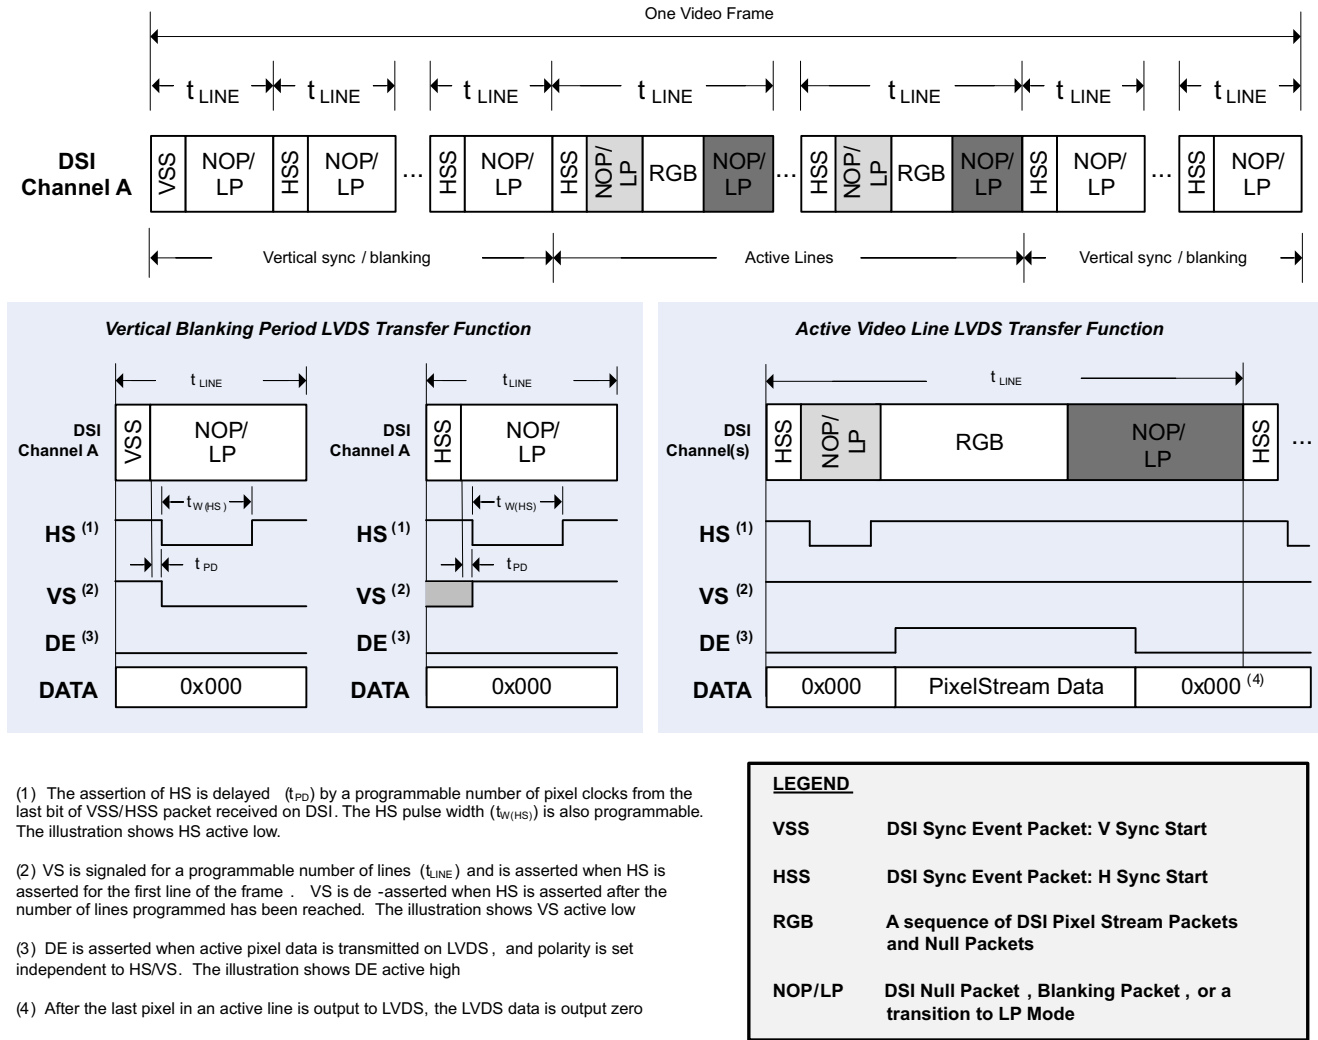 One Video Frame
t LINE t LINE t LINE t LINE t LINE t LINE t LINE
DSI
Channel A
VSS NOP/ LP HSS NOP/ LP ... HSS NOP/ LP HSS NOP/ LP RGB NOP/ LP ... HSS NOP/ LP RGB NOP/ LP HSS NOP/ LP ... HSS NOP/ LP
Vertical sync / blanking Active Lines Vertical sync / blanking
Vertical Blanking Period LVDS Transfer Function
t LINE t LINE
DSI
Channel A
VSS NOP/ LP
DSI
Channel A
HSS NOP/ LP
t W(HS) t W(HS)
HS (1) HS (1)
t PD t PD
VS (2) VS (2)
DE (3) DE (3)
DATA 0x000 DATA 0x000
Active Video Line LVDS Transfer Function
t LINE
DSI
Channel(s)
HSS NOP/ LP RGB NOP/ LP HSS ...
HS (1)
VS (2)
DE (3)
DATA 0x000 PixelStream Data 0x000 (4)
(1) The assertion of HS is delayed (tPD) by a programmable number of pixel clocks from the
last bit of VSS/HSS packet received on DSI. The HS pulse width (tW(HS)) is also programmable.
The illustration shows HS active low.
(2) VS is signaled for a programmable number of lines (tLINE) and is asserted when HS is
asserted for the first line of the frame . VS is de -asserted when HS is asserted after the
number of lines programmed has been reached. The illustration shows VS active low
(3) DE is asserted when active pixel data is transmitted on LVDS , and polarity is set
independent to HS/VS. The illustration shows DE active high
(4) After the last pixel in an active line is output to LVDS, the LVDS data is output zero
LEGEND
VSS DSI Sync Event Packet: V Sync Start
HSS DSI Sync Event Packet: H Sync Start
RGB A sequence of DSI Pixel Stream Packets
and Null Packets
NOP/LP DSI Null Packet , Blanking Packet , or a
transition to LP Mode